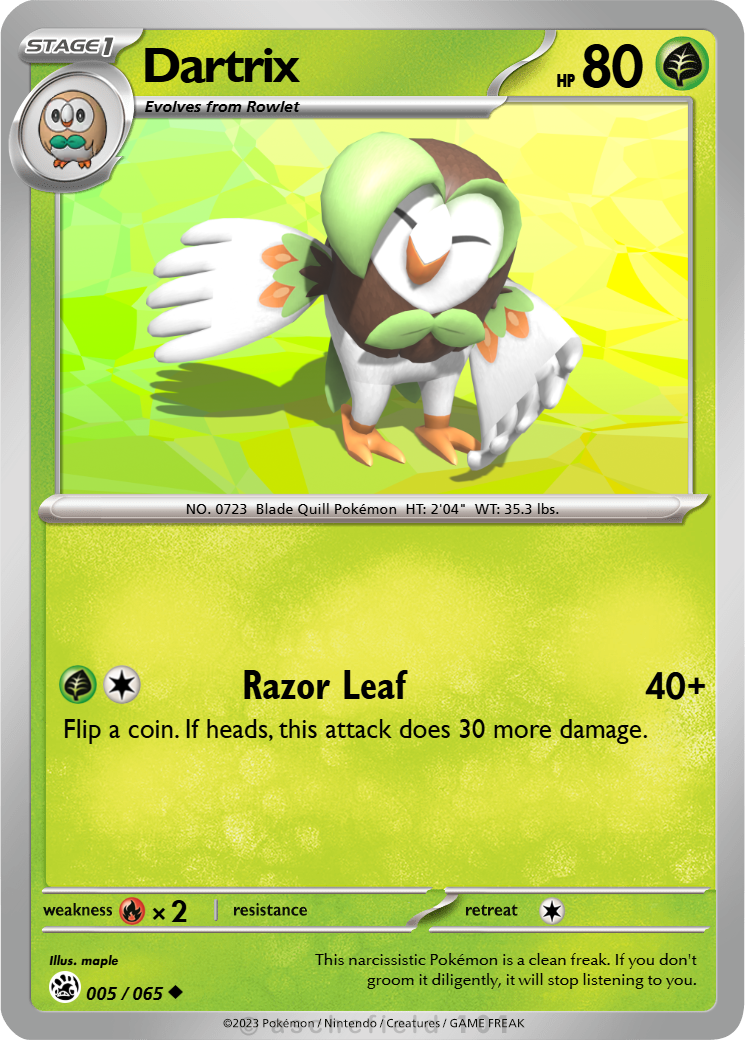 STAGE 1
Dartrix
HP 80
Evolves from Rowlet
NO. 0723 Blade Quill Pokémon HT: 2'04" WT: 35.3 lbs.
Razor Leaf 40+
Flip a coin. If heads, this attack does 30 more damage.
weakness × 2 | resistance retreat
Illus. maple
This narcissistic Pokémon is a clean freak. If you don't
groom it diligently, it will stop listening to you.
005 / 065
©2023 Pokémon / Nintendo / Creatures / GAME FREAK